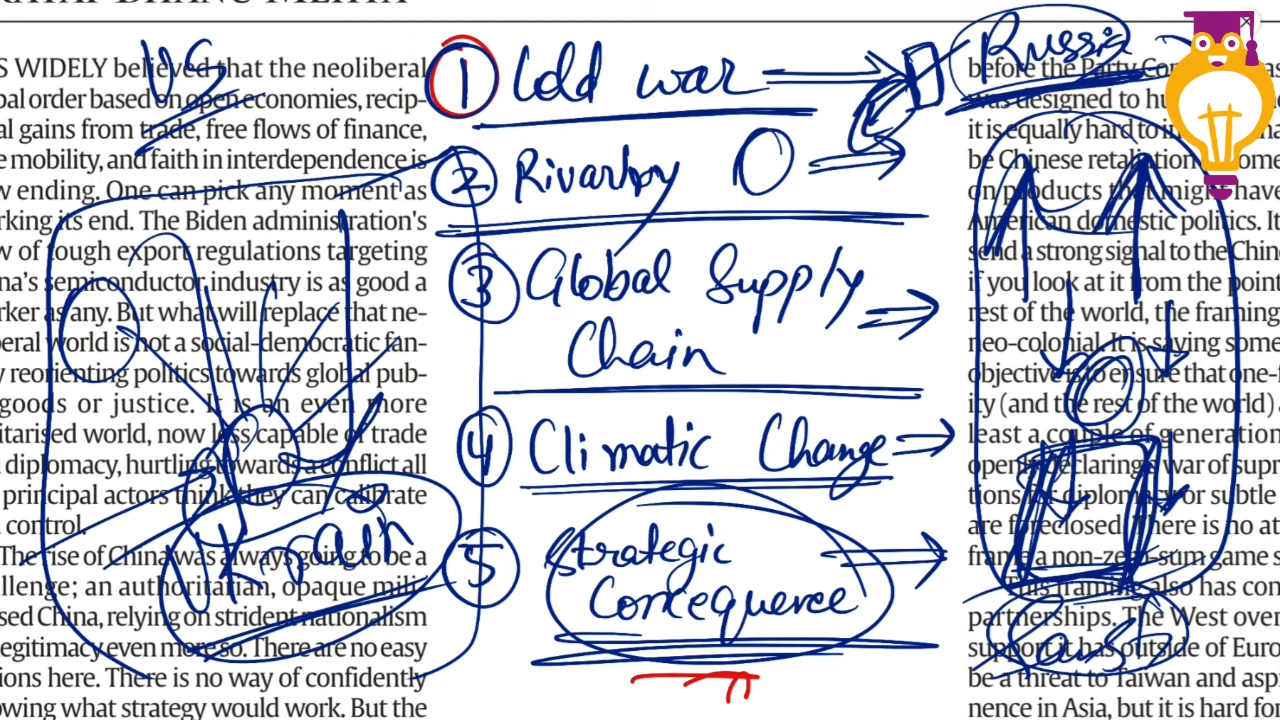 PRATAP BHANU MEHTA
S WIDELY believed that the neoliberal
bal order based on open economies, recip-
al gains from trade, free flows of finance,
e mobility, and faith in interdependence is
w ending. One can pick any moment as
rking its end. The Biden administration's
w of tough export regulations targeting
na's semiconductor industry is as good a
rker as any. But what will replace that ne-
peral world is not a social-democratic fan-
y reorienting politics towards global pub-
goods or justice. It is an even more
itarised world, now less capable of trade
diplomacy, hurtling towards a conflict all
principal actors think they can calibrate
control.
The rise of China was always going to be a
llenge; an authoritarian, opaque mili-
sed China, relying on strident nationalism
egitimacy even more so. There are no easy
ions here. There is no way of confidently
owing what strategy would work. But the
① Cold war
② Rivarlry
③ Global Supply
Chain
④ Climatic Change
⑤ Strategic
Concequence
Russia
before the Party Con
was designed to hu
it is equally hard to
be Chinese retaliation
on products that might have
American domestic politics. It
send a strong signal to the Chin
if you look at it from the point
rest of the world, the framing
neo-colonial. It is saying some
objective is to ensure that one-f
ity (and the rest of the world)
least a couple of generation
openly declaring war of supr
tions for diplomacy or subtle
are foreclosed. There is no at
frame a non-zero-sum game s
This framing also has con
partnerships. The West over
support it has outside of Euro
be a threat to Taiwan and asp
nence in Asia, but it is hard fo